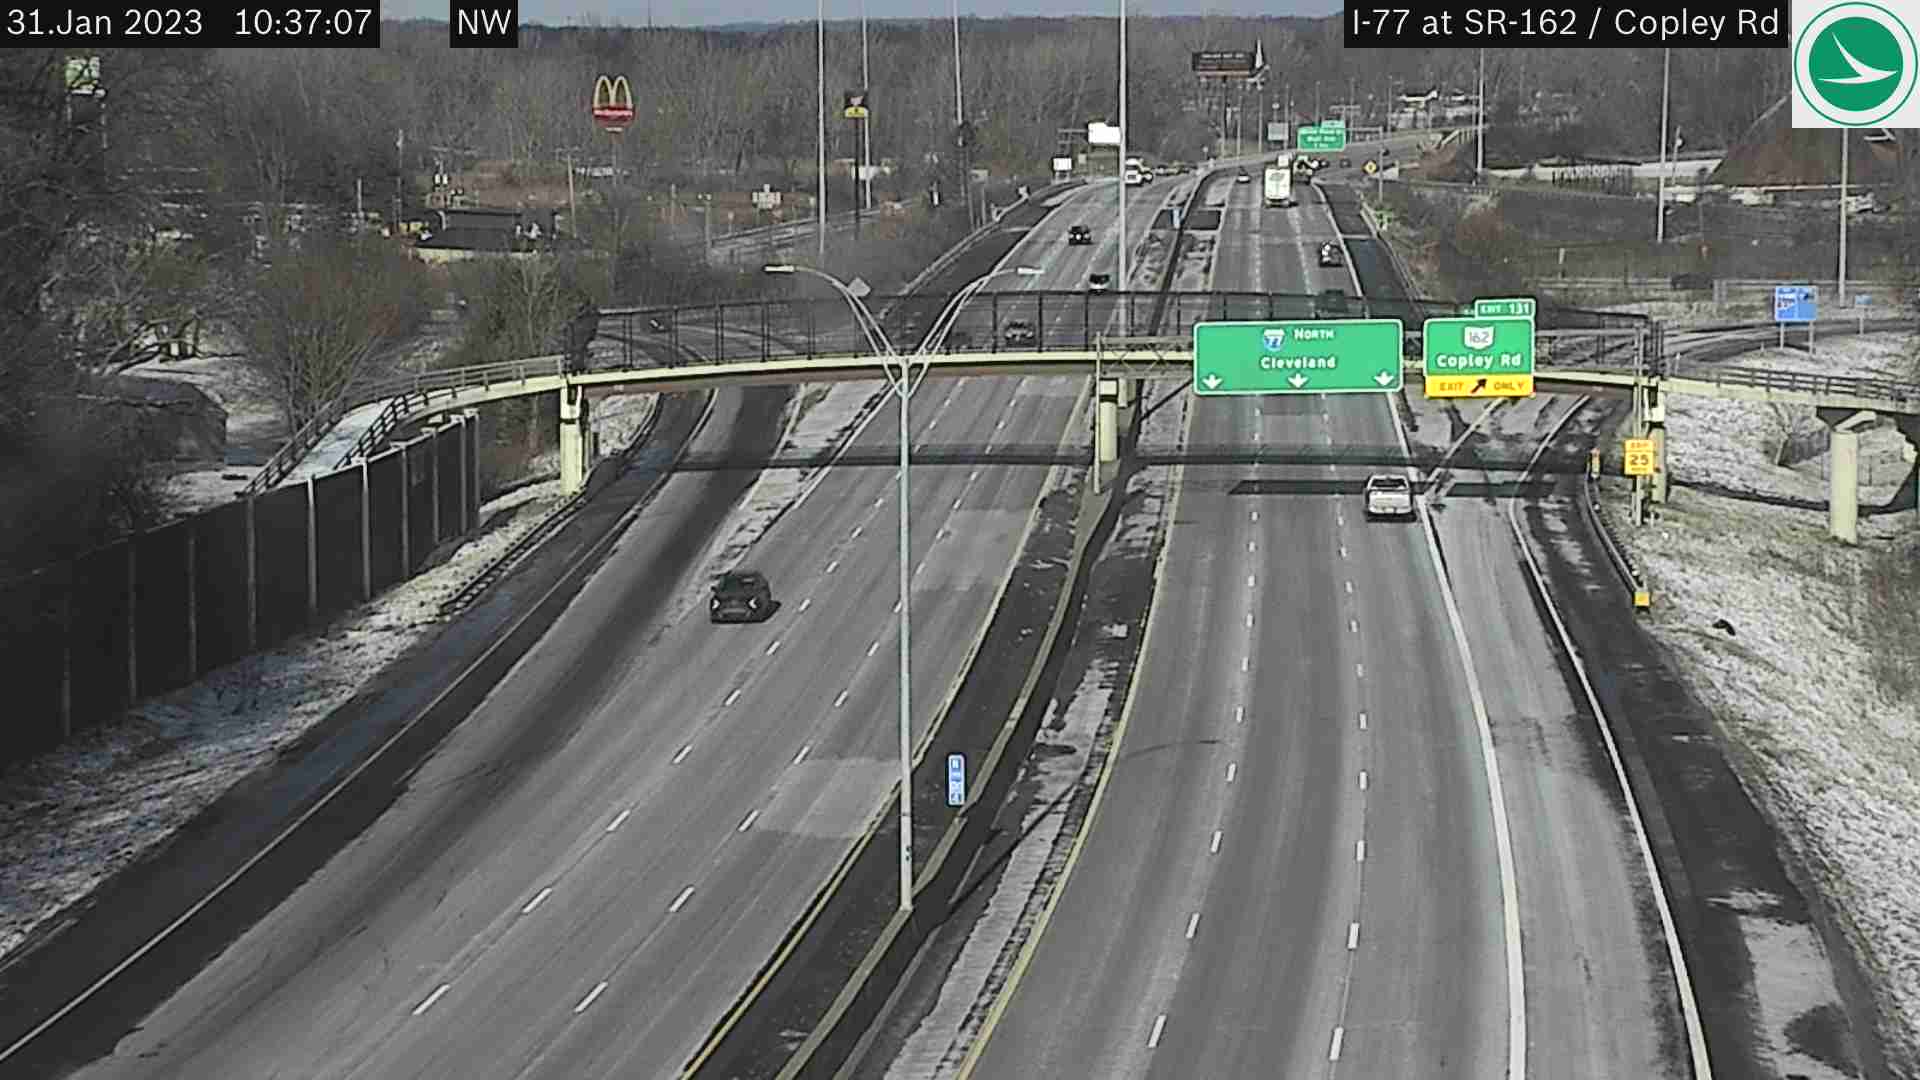 31.Jan 2023 10:37:07
NW
I-77 at SR-162 / Copley Rd
McDonald's
EXIT 131
77 NORTH
Cleveland
162
Copley Rd
EXIT ONLY
EXIT
25